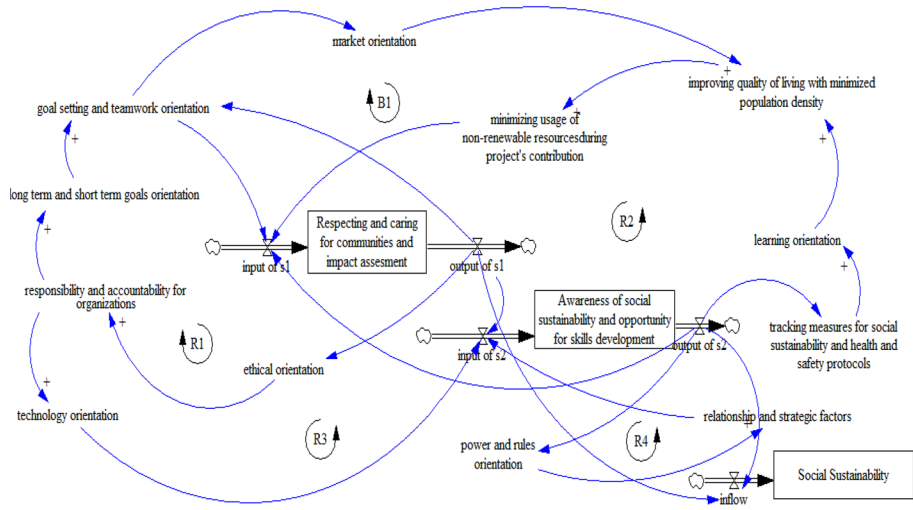 market orientation
improving quality of living with minimized
population density
goal setting and teamwork orientation
B1
minimizing usage of
non-renewable resourcesduring
project's contribution
long term and short term goals orientation
Respecting and caring
for communities and
impact assesment
R2
learning orientation
input of s1
output of s1
responsibility and accountability for
organizations
Awareness of social
sustainability and opportunity
for skills development
tracking measures for social
sustainability and health and
safety protocols
R1
input of s2
output of s2
ethical orientation
technology orientation
relationship and strategic factors
R3
R4
power and rules
orientation
Social Sustainability
inflow
+
+
+
+
+
+
+
+
+
+